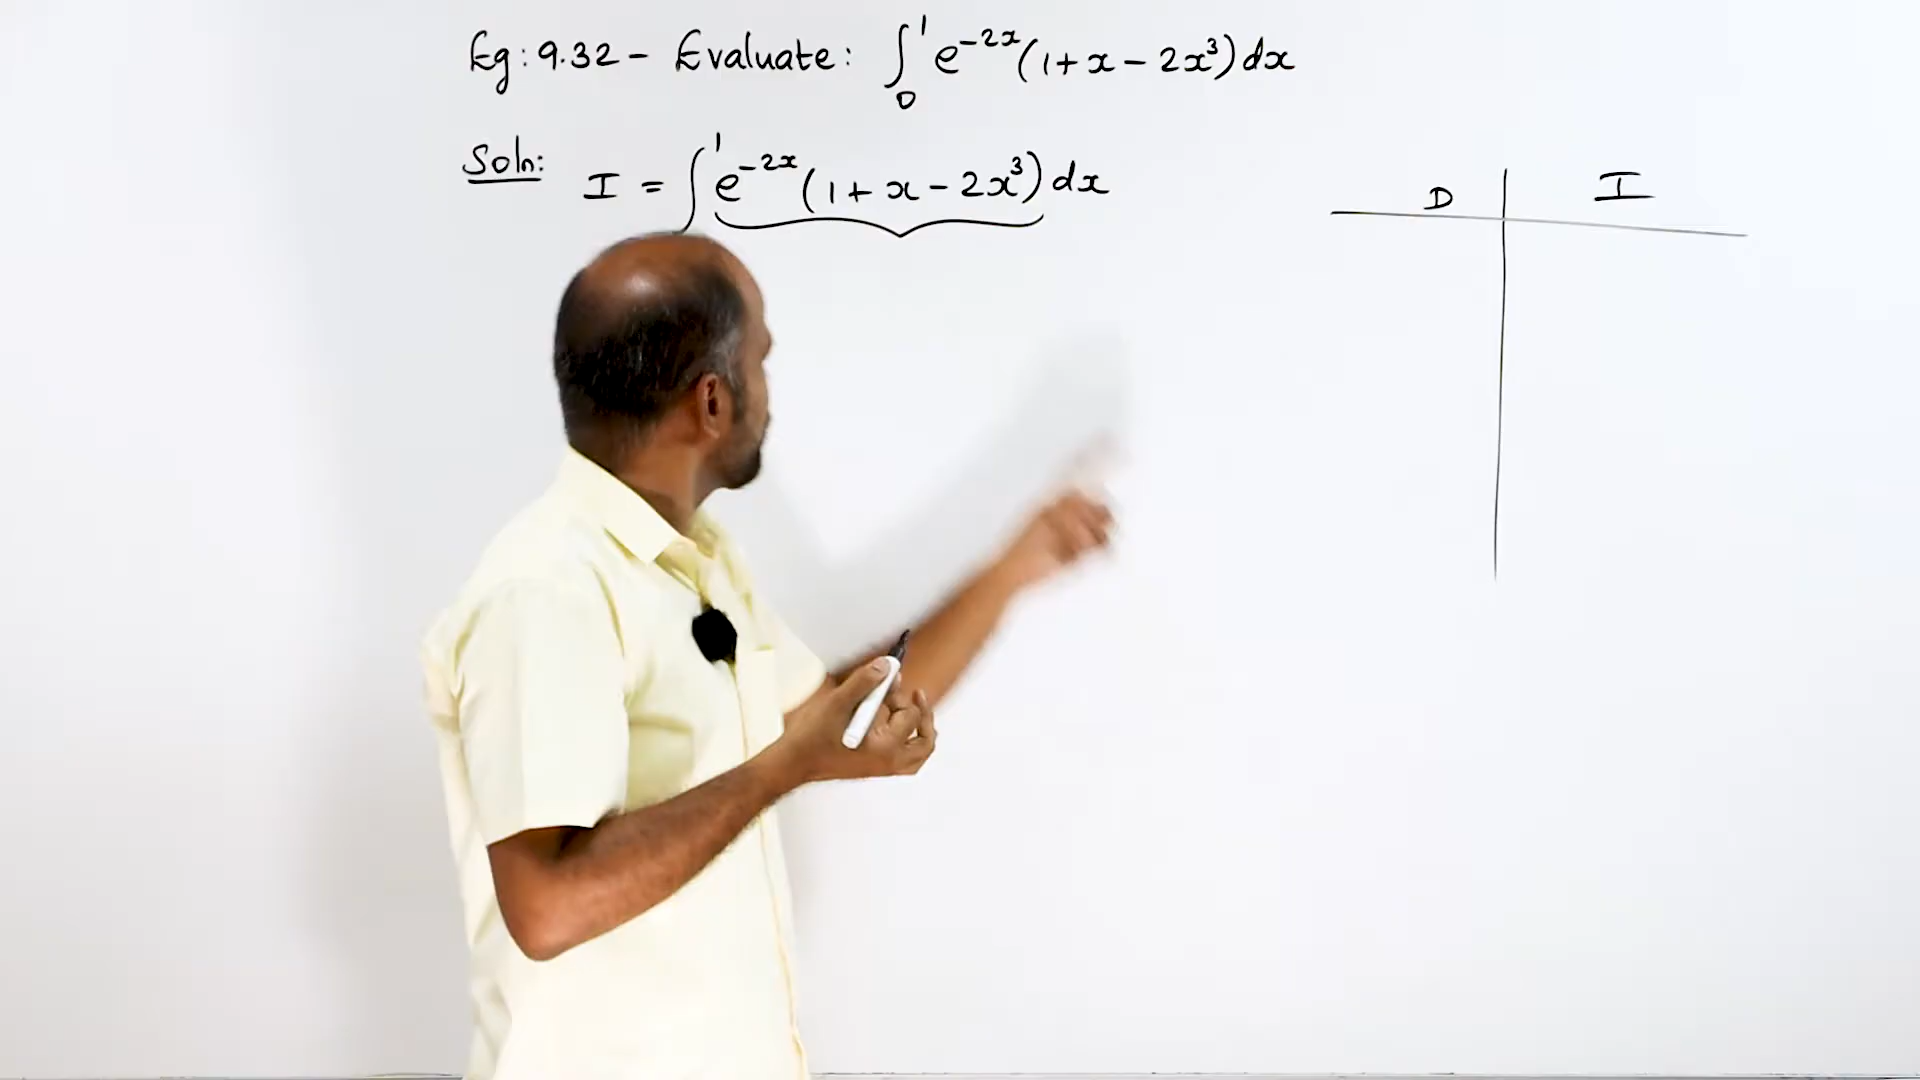 Eg: 9.32 - Evaluate: ∫₀¹ e⁻²ˣ (1 + x - 2x³) dx
Soln: I = ∫¹ e⁻²ˣ (1 + x - 2x³) dx
D I